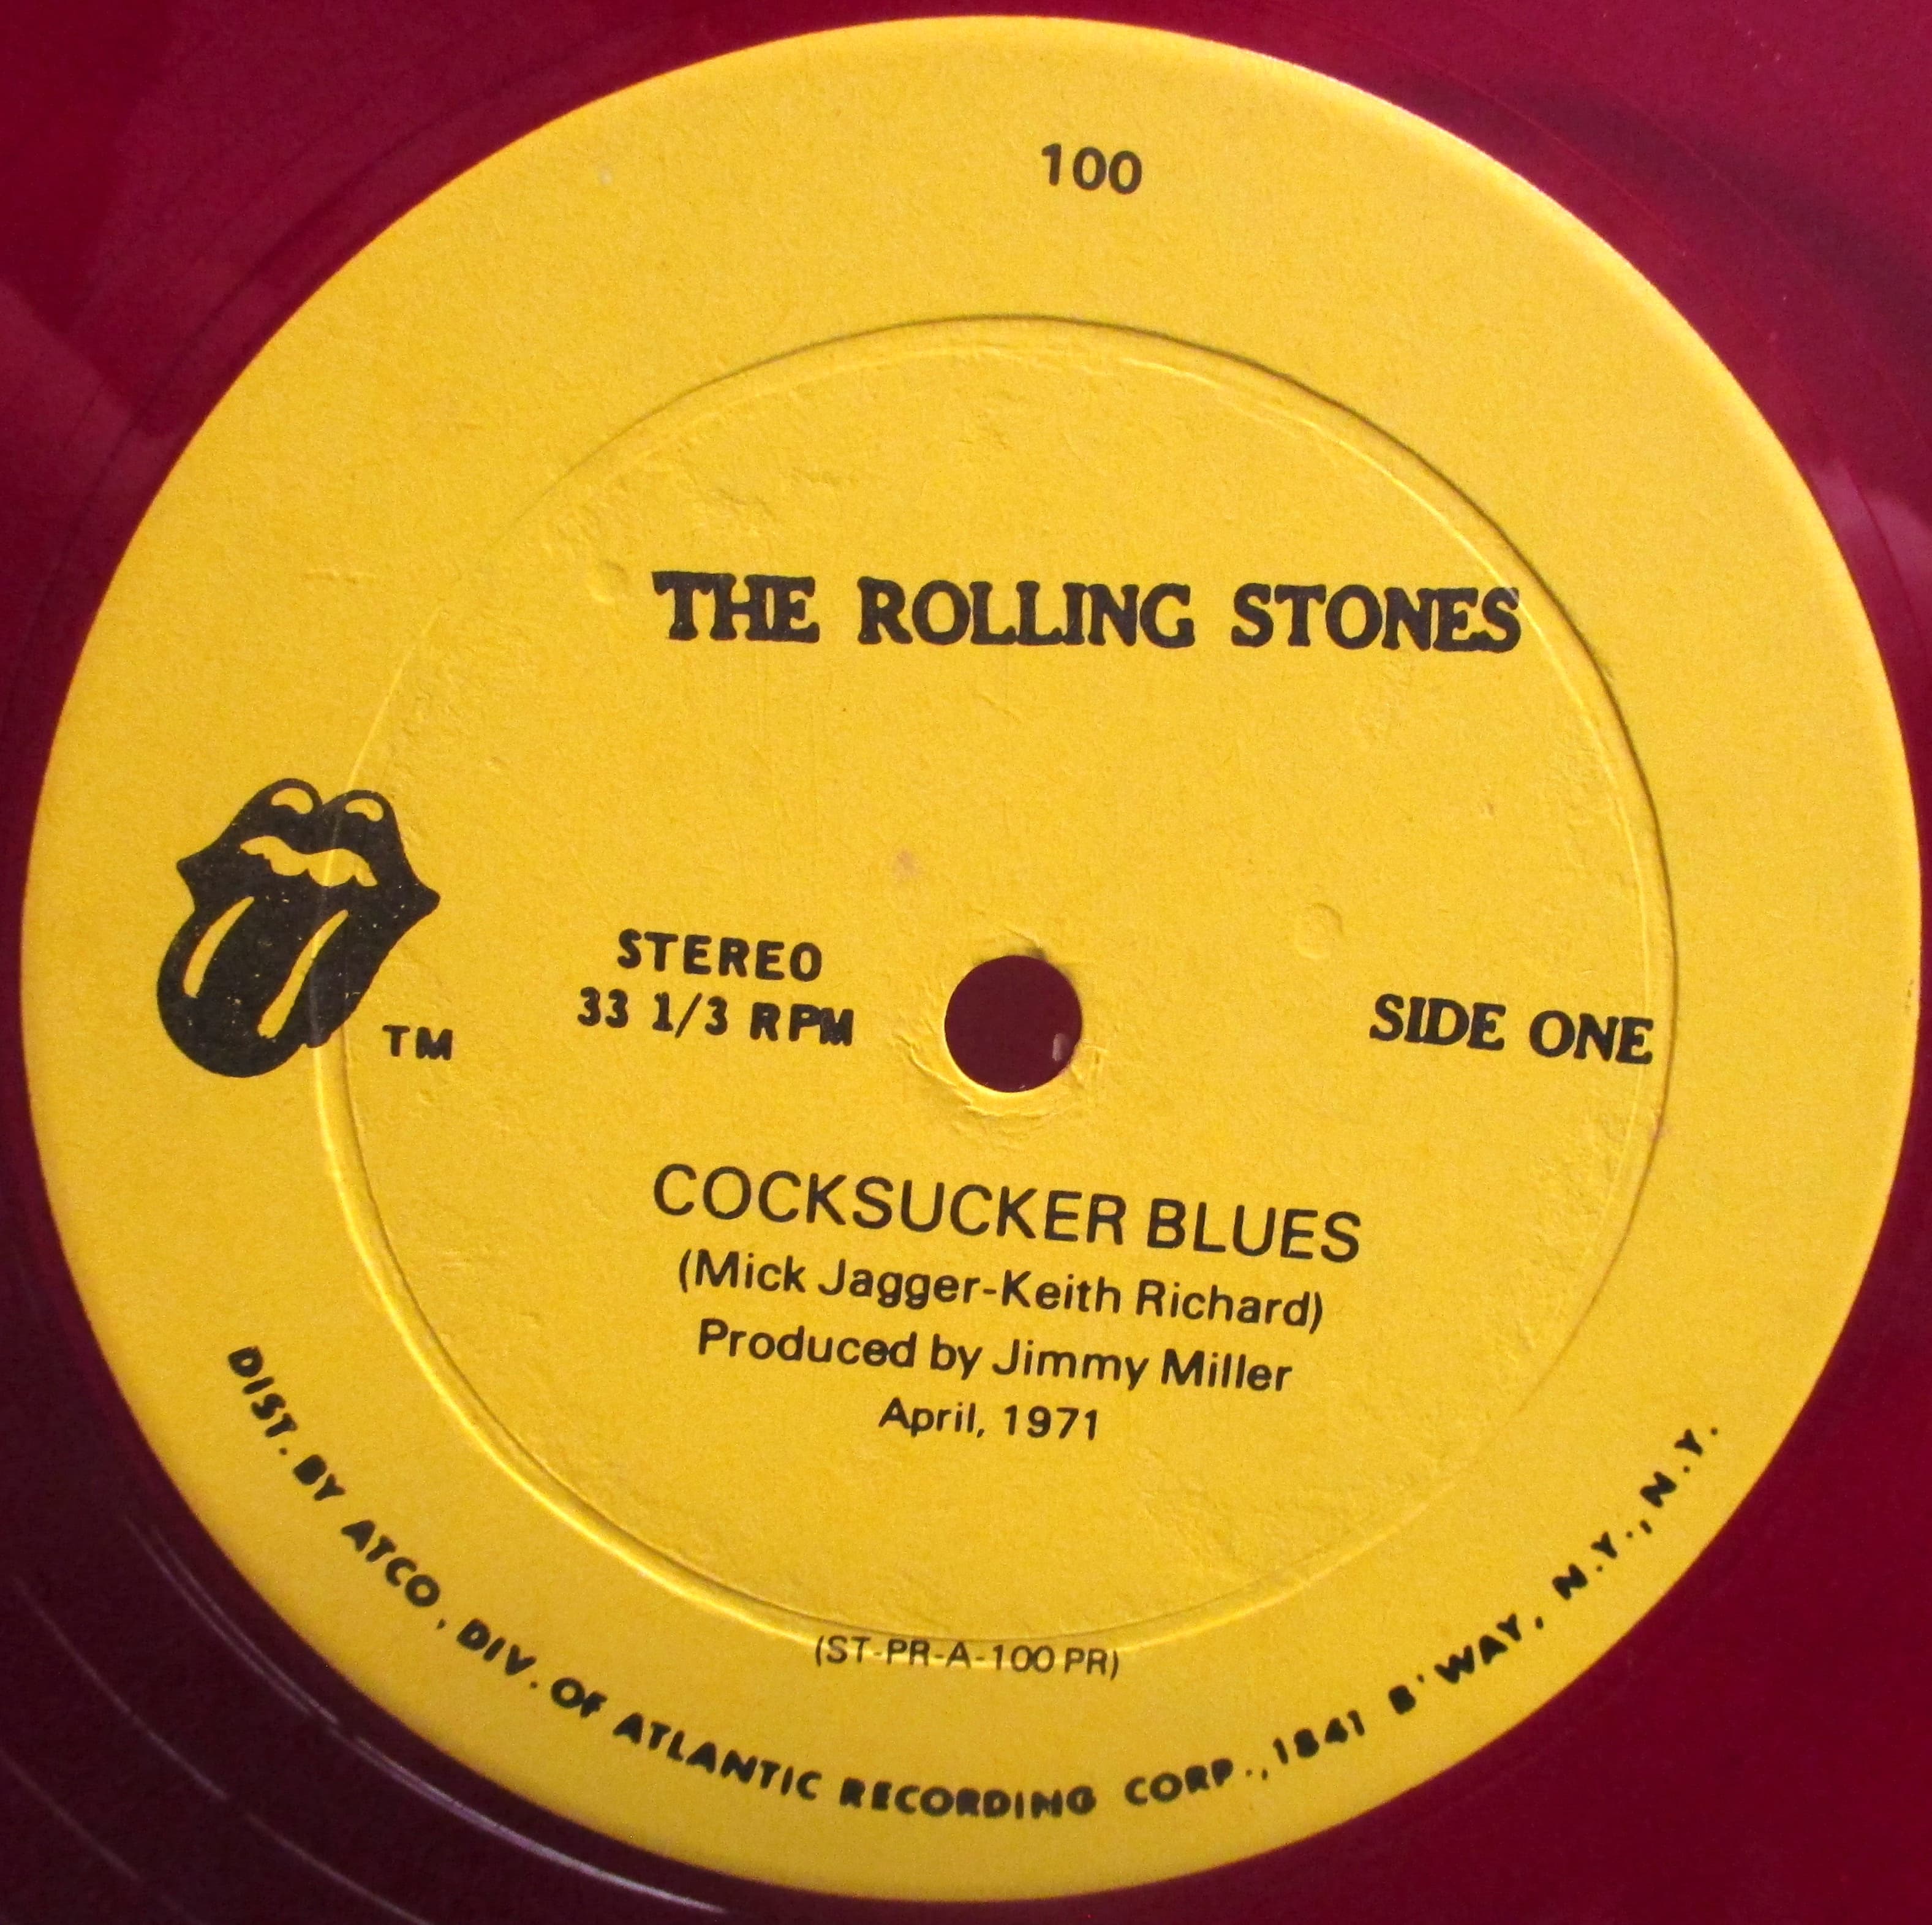 100
THE ROLLING STONES
TM
STEREO
33 1/3 RPM
SIDE ONE
COCKSUCKER BLUES
(Mick Jagger-Keith Richard)
Produced by Jimmy Miller
April, 1971
(ST-PR-A-100 PR)
DIST. BY ATCO, DIV. OF ATLANTIC RECORDING CORP., 1841 B'WAY, N.Y., N.Y.